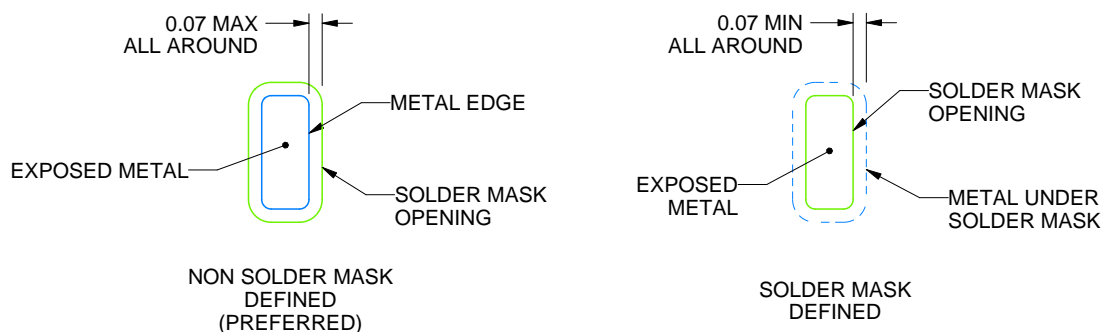 0.07 MAX
ALL AROUND
METAL EDGE
EXPOSED METAL
SOLDER MASK
OPENING
NON SOLDER MASK
DEFINED
(PREFERRED)
0.07 MIN
ALL AROUND
SOLDER MASK
OPENING
EXPOSED
METAL
METAL UNDER
SOLDER MASK
SOLDER MASK
DEFINED